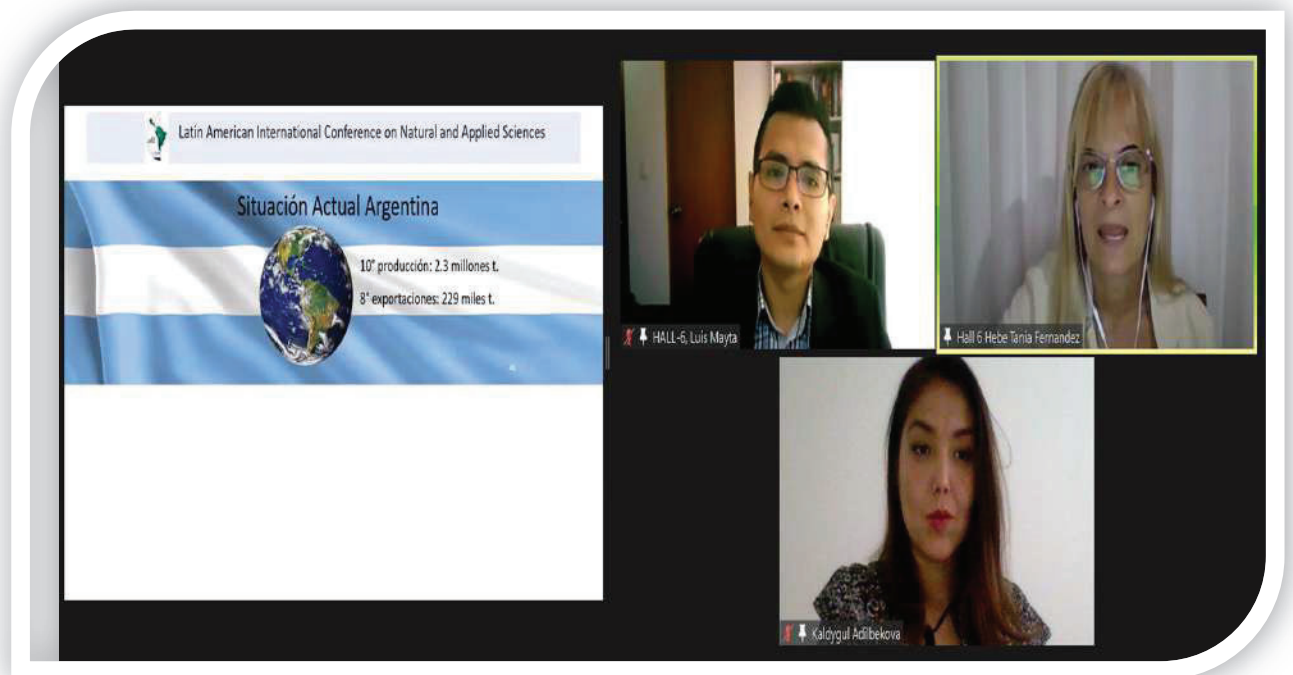 Latin American International Conference on Natural and Applied Sciences
Situación Actual Argentina
10° producción: 2.3 millones t.
8° exportaciones: 229 miles t.
HALL-6, Luis Mayta
Hall 6 Hebe Tania Fernandez
Kaldygul Adilbekova